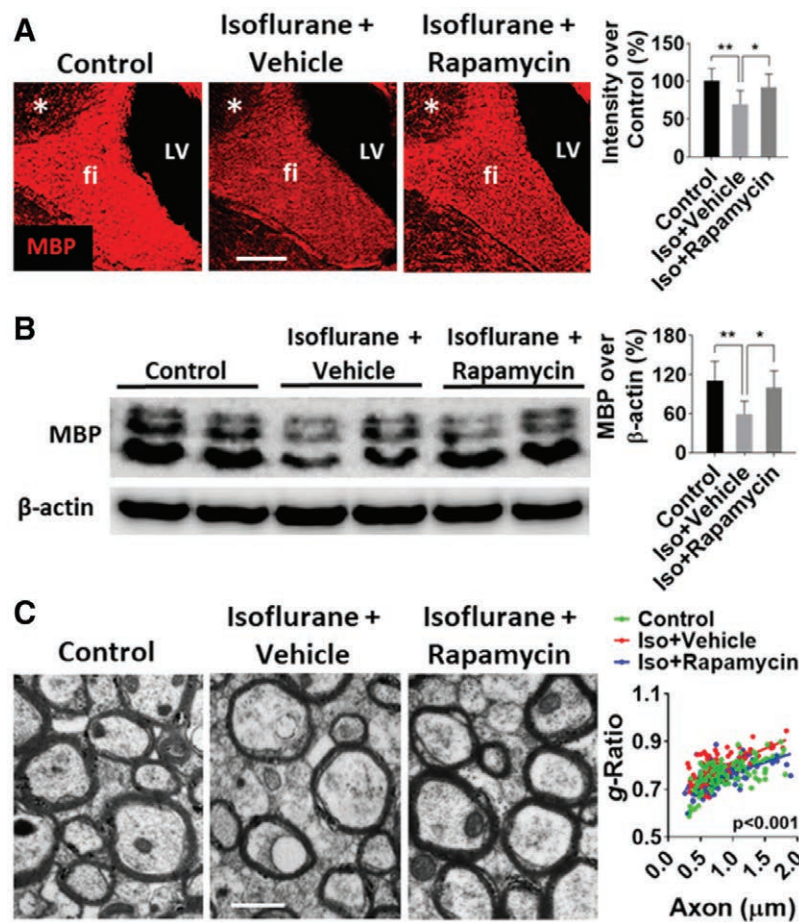 A
Control
Isoflurane +
Vehicle
Isoflurane +
Rapamycin
*
fi
LV
MBP
*
fi
LV
*
fi
LV
Intensity over
Control (%)
150
100
50
0
**
*
Control
Iso+Vehicle
Iso+Rapamycin
B
Control
Isoflurane +
Vehicle
Isoflurane +
Rapamycin
MBP
β-actin
MBP over
β-actin (%)
180
120
60
0
**
*
Control
Iso+Vehicle
Iso+Rapamycin
C
Control
Isoflurane +
Vehicle
Isoflurane +
Rapamycin
Control
Iso+Vehicle
Iso+Rapamycin
g-Ratio
1.1
0.9
0.7
0.5
p<0.001
0.0 0.5 1.0 1.5 2.0
Axon (μm)